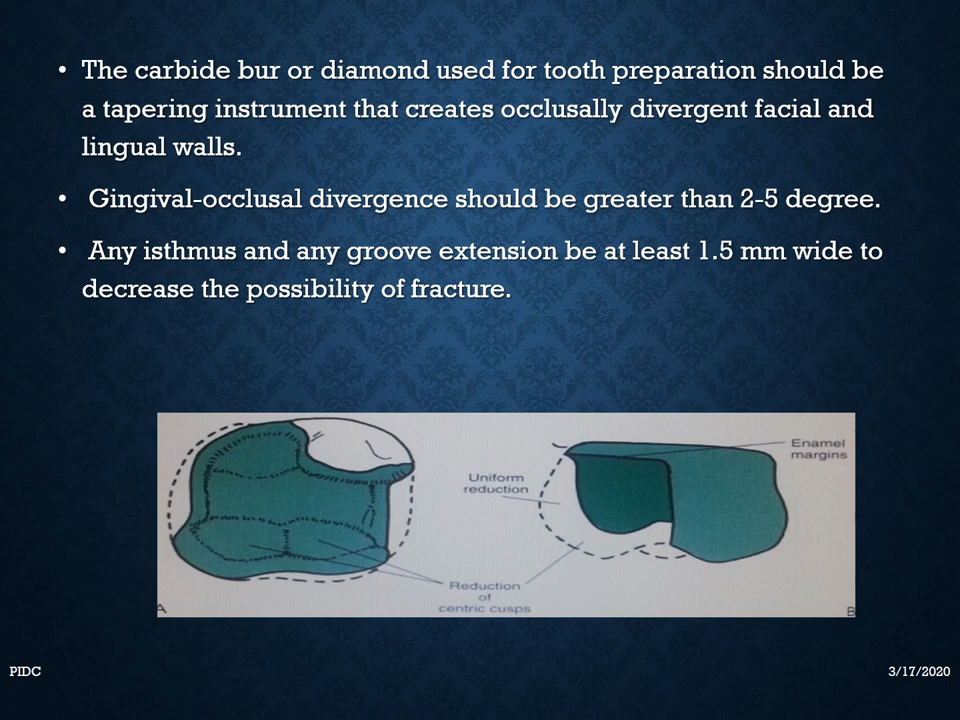 • The carbide bur or diamond used for tooth preparation should be
a tapering instrument that creates occlusally divergent facial and
lingual walls.
• Gingival-occlusal divergence should be greater than 2-5 degree.
• Any isthmus and any groove extension be at least 1.5 mm wide to
decrease the possibility of fracture.
Enamel
margins
Uniform
reduction
Reduction
of
centric cusps
A
B
PIDC
3/17/2020